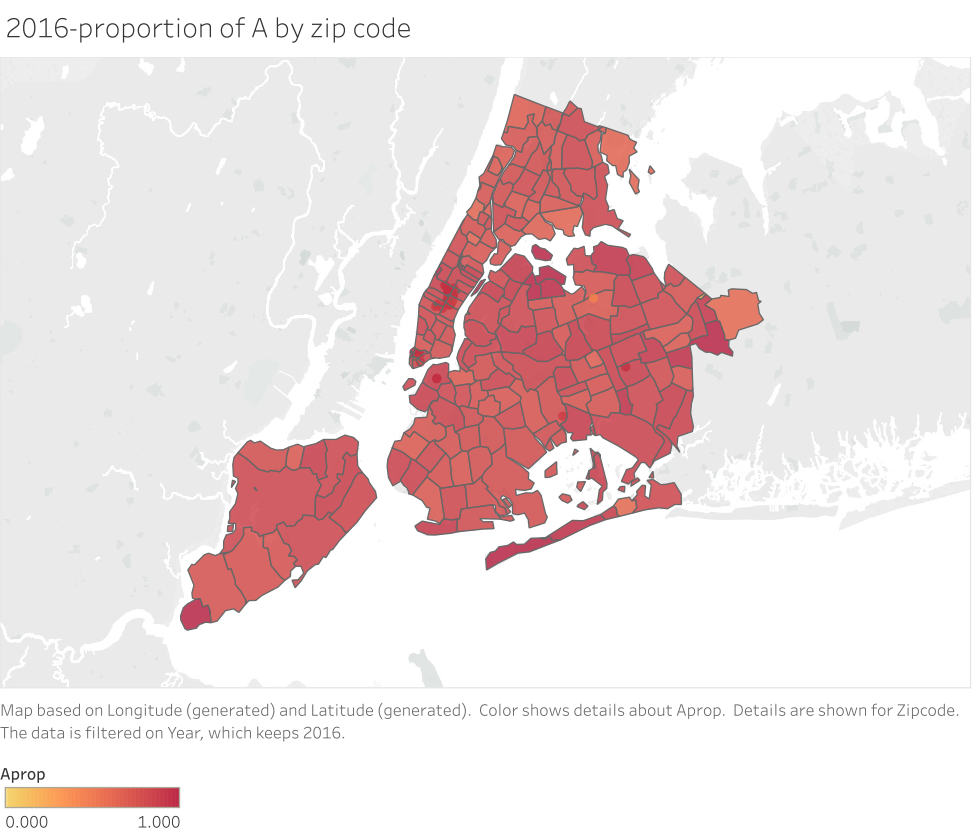 2016-proportion of A by zip code
Map based on Longitude (generated) and Latitude (generated).  Color shows details about Aprop.  Details are shown for Zipcode.
The data is filtered on Year, which keeps 2016.
Aprop
0.000 1.000